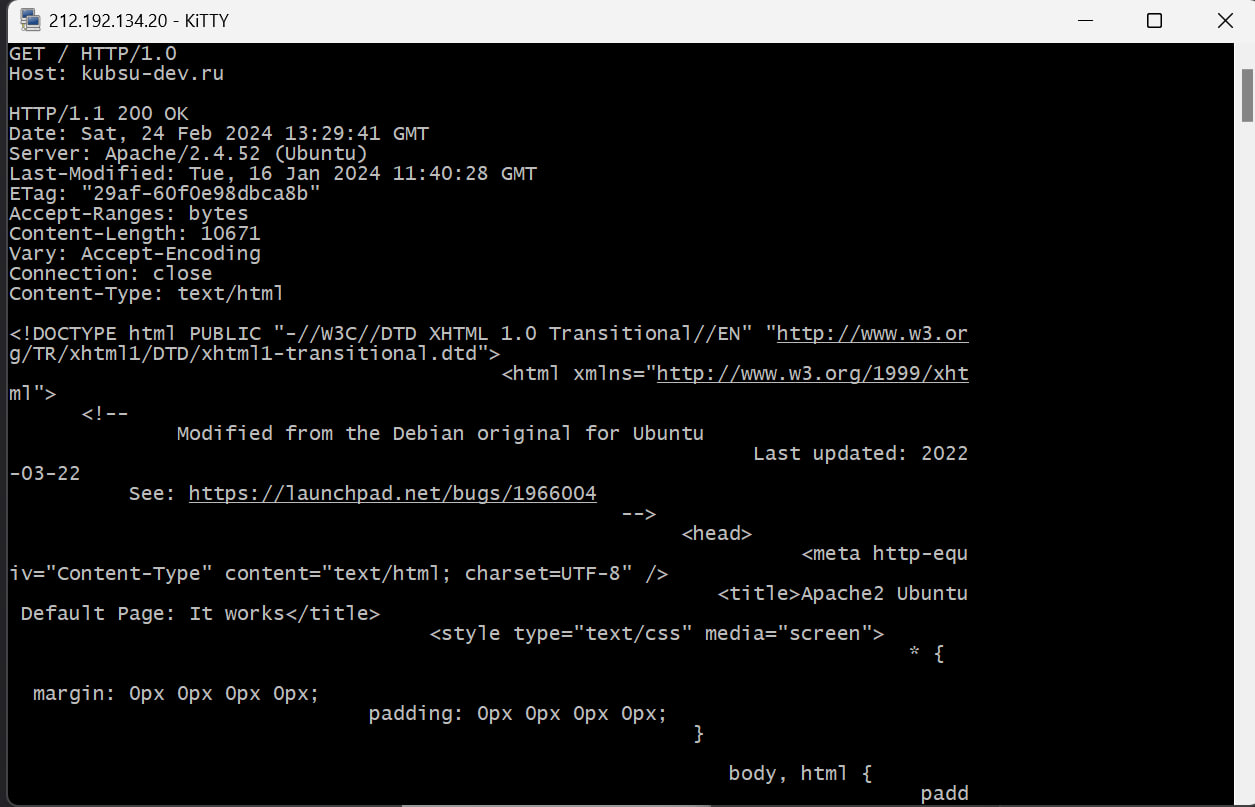 212.192.134.20 - KiTTY
GET / HTTP/1.0
Host: kubsu-dev.ru
HTTP/1.1 200 OK
Date: Sat, 24 Feb 2024 13:29:41 GMT
Server: Apache/2.4.52 (Ubuntu)
Last-Modified: Tue, 16 Jan 2024 11:40:28 GMT
ETag: "29af-60f0e98dbca8b"
Accept-Ranges: bytes
Content-Length: 10671
Vary: Accept-Encoding
Connection: close
Content-Type: text/html
<!DOCTYPE html PUBLIC "-//W3C//DTD XHTML 1.0 Transitional//EN" "http://www.w3.or
g/TR/xhtml1/DTD/xhtml1-transitional.dtd">
<html xmlns="http://www.w3.org/1999/xht
ml">
<!--
Modified from the Debian original for Ubuntu
Last updated: 2022
-03-22
See: https://launchpad.net/bugs/1966004
-->
<head>
<meta http-equ
iv="Content-Type" content="text/html; charset=UTF-8" />
<title>Apache2 Ubuntu
Default Page: It works</title>
<style type="text/css" media="screen">
* {
margin: 0px 0px 0px 0px;
padding: 0px 0px 0px 0px;
}
body, html {
padd